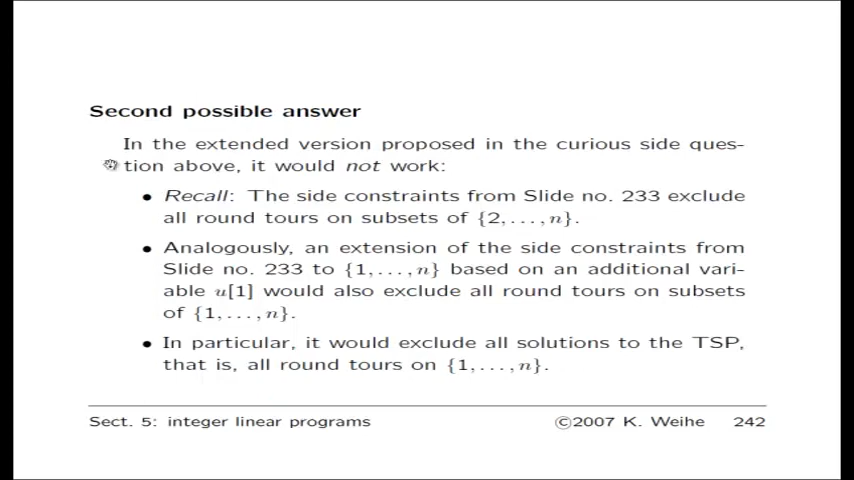 Second possible answer
In the extended version proposed in the curious side ques-
tion above, it would not work:
• Recall: The side constraints from Slide no. 233 exclude
all round tours on subsets of {2,...,n}.
• Analogously, an extension of the side constraints from
Slide no. 233 to {1,...,n} based on an additional vari-
able u[1] would also exclude all round tours on subsets
of {1,...,n}.
• In particular, it would exclude all solutions to the TSP,
that is, all round tours on {1,...,n}.
Sect. 5: integer linear programs ©2007 K. Weihe 242